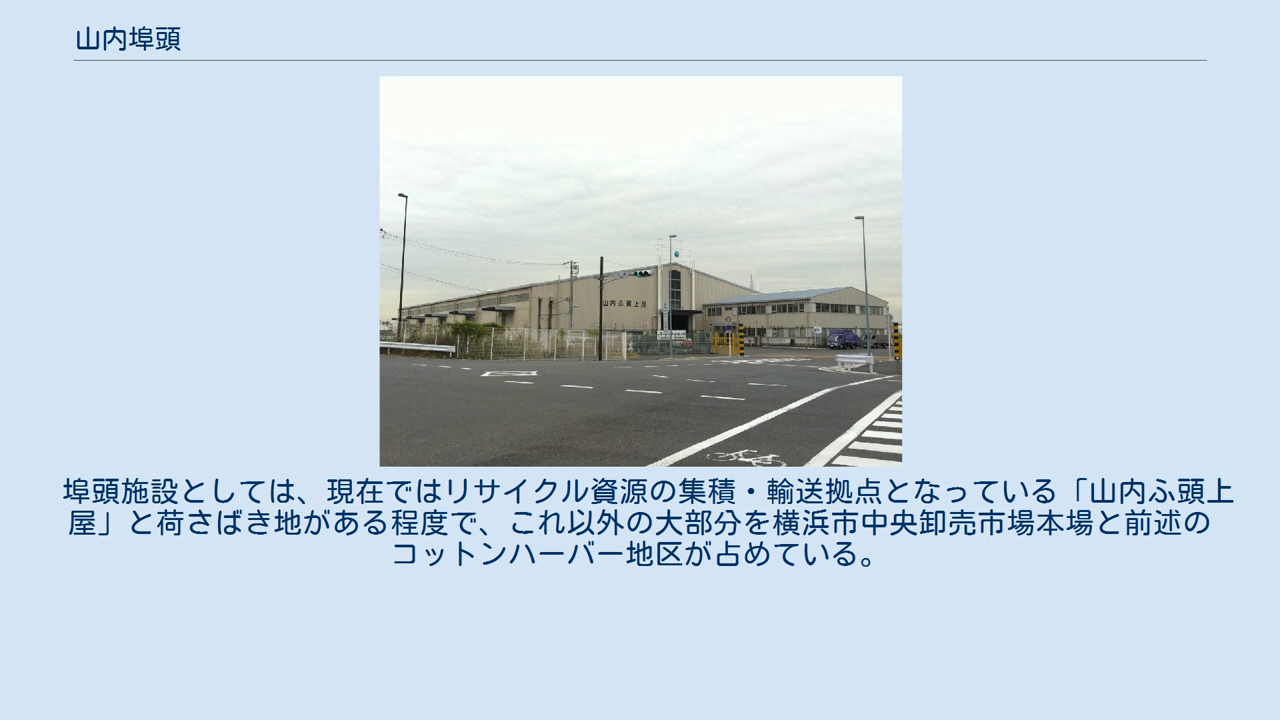 山内埠頭
山内ふ頭上屋
埠頭施設としては、現在ではリサイクル資源の集積・輸送拠点となっている「山内ふ頭上
屋」と荷さばき地がある程度で、これ以外の大部分を横浜市中央卸売市場本場と前述の
コットンハーバー地区が占めている。